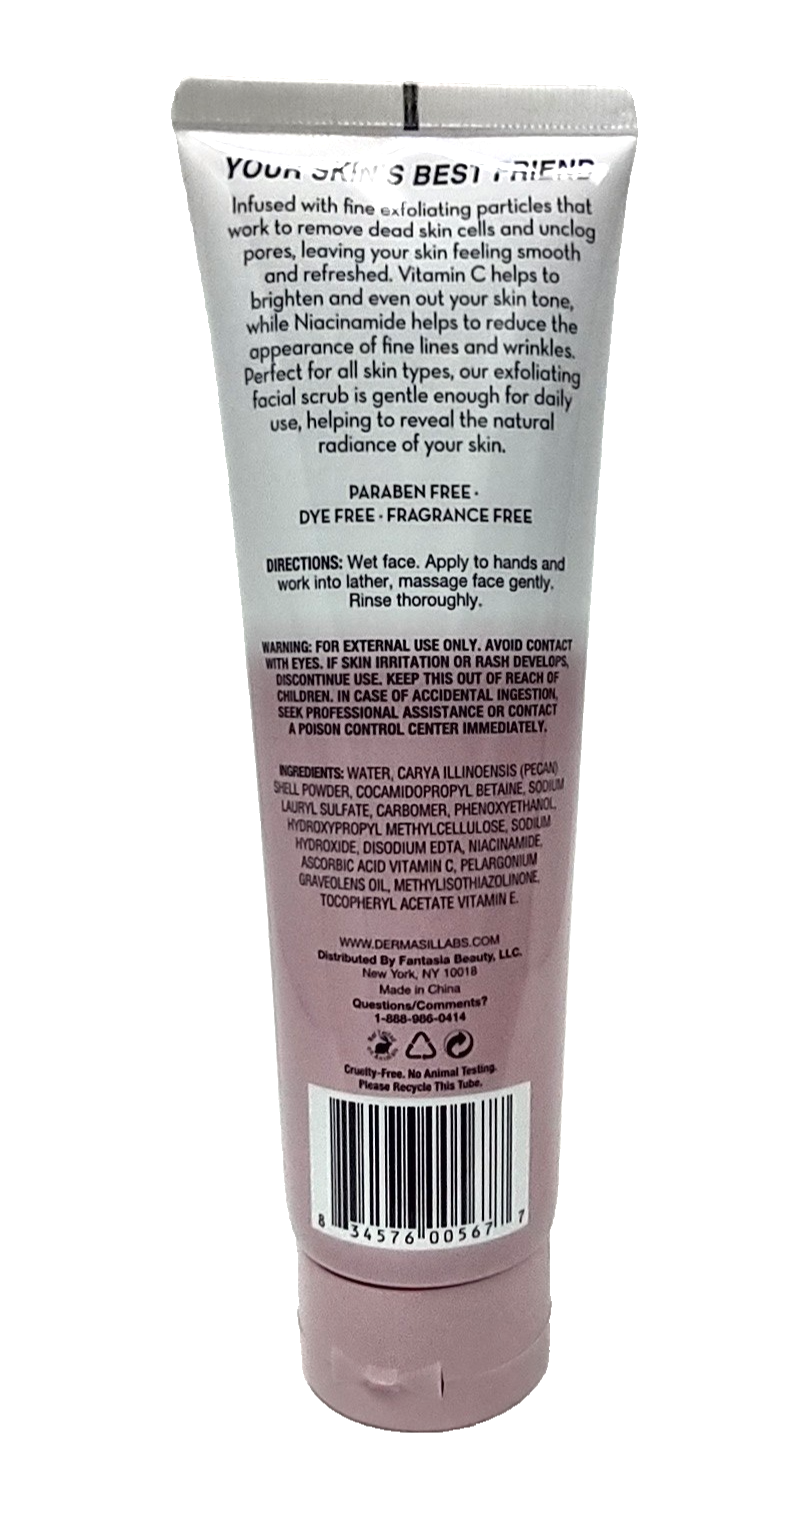 YOUR SKIN'S BEST FRIEND
Infused with fine exfoliating particles that
work to remove dead skin cells and unclog
pores, leaving your skin feeling smooth
and refreshed. Vitamin C helps to
brighten and even out your skin tone,
while Niacinamide helps to reduce the
appearance of fine lines and wrinkles.
Perfect for all skin types, our exfoliating
facial scrub is gentle enough for daily
use, helping to reveal the natural
radiance of your skin.
PARABEN FREE ·
DYE FREE · FRAGRANCE FREE
DIRECTIONS: Wet face. Apply to hands and
work into lather, massage face gently.
Rinse thoroughly.
WARNING: FOR EXTERNAL USE ONLY. AVOID CONTACT
WITH EYES. IF SKIN IRRITATION OR RASH DEVELOPS,
DISCONTINUE USE. KEEP THIS OUT OF REACH OF
CHILDREN. IN CASE OF ACCIDENTAL INGESTION,
SEEK PROFESSIONAL ASSISTANCE OR CONTACT
A POISON CONTROL CENTER IMMEDIATELY.
INGREDIENTS: WATER, CARYA ILLINOENSIS (PECAN)
SHELL POWDER, COCAMIDOPROPYL BETAINE, SODIUM
LAURYL SULFATE, CARBOMER, PHENOXYETHANOL,
HYDROXYPROPYL METHYLCELLULOSE, SODIUM
HYDROXIDE, DISODIUM EDTA, NIACINAMIDE,
ASCORBIC ACID VITAMIN C, PELARGONIUM
GRAVEOLENS OIL, METHYLISOTHIAZOLINONE,
TOCOPHERYL ACETATE VITAMIN E.
WWW.DERMASILLABS.COM
Distributed By Fantasia Beauty, LLC.
New York, NY 10018
Made in China
Questions/Comments?
1-888-986-0414
Cruelty-Free. No Animal Testing.
Please Recycle This Tube.
8 34576 00567 7